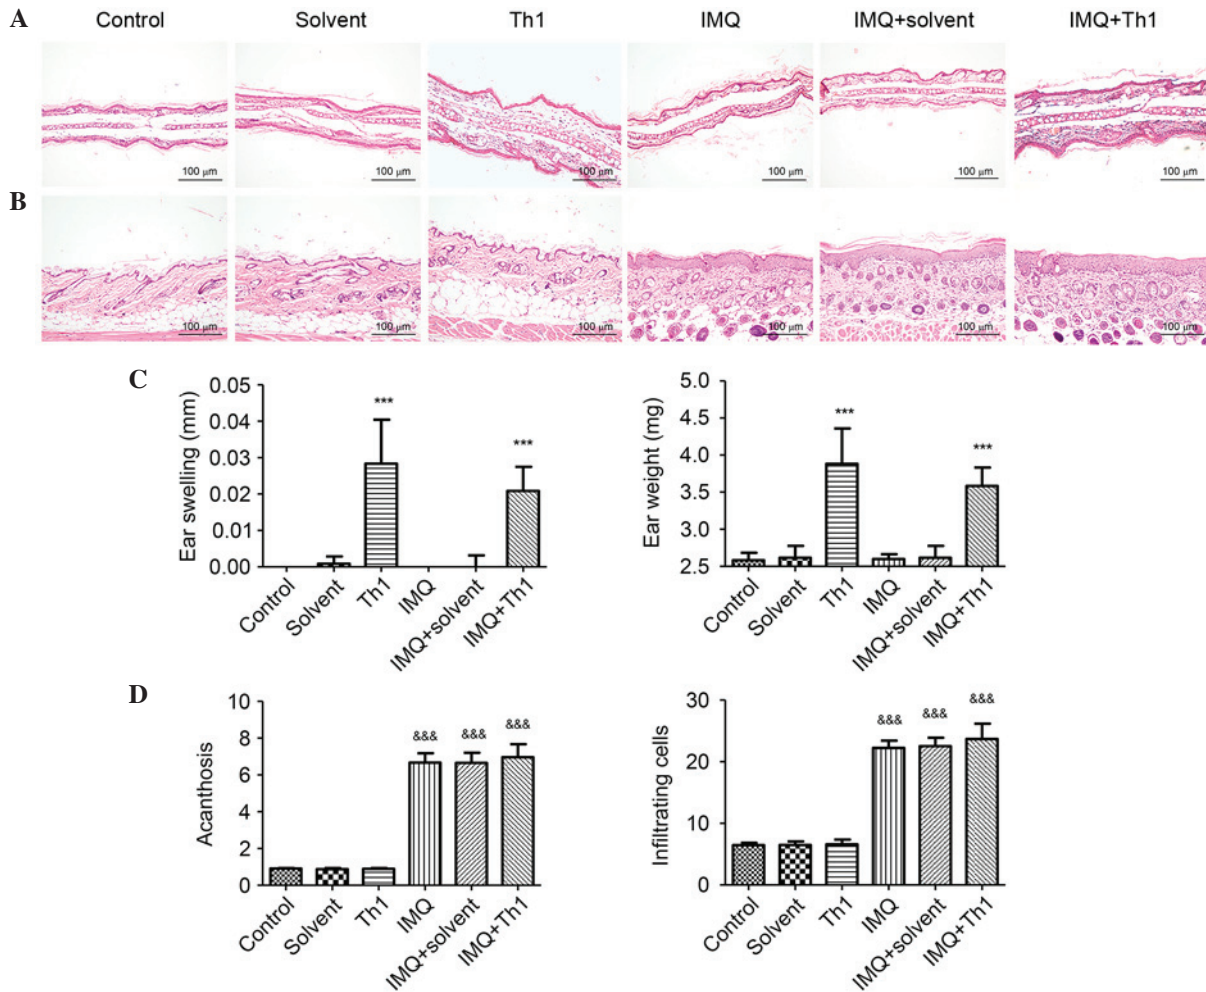 A Control Solvent Th1 IMQ IMQ+solvent IMQ+Th1
100 μm 100 μm 100 μm 100 μm 100 μm 100 μm
B
100 μm 100 μm 100 μm 100 μm 100 μm 100 μm
C
Ear swelling (mm)
0.05
0.04
0.03
0.02
0.01
0.00
*** ***
Control Solvent Th1 IMQ IMQ+solvent IMQ+Th1
Ear weight (mg)
5.0
4.5
4.0
3.5
3.0
2.5
*** ***
Control Solvent Th1 IMQ IMQ+solvent IMQ+Th1
D
Acanthosis
10
8
6
4
2
0
&&& &&& &&&
Control Solvent Th1 IMQ IMQ+solvent IMQ+Th1
Infiltrating cells
30
20
10
0
&&& &&& &&&
Control Solvent Th1 IMQ IMQ+solvent IMQ+Th1